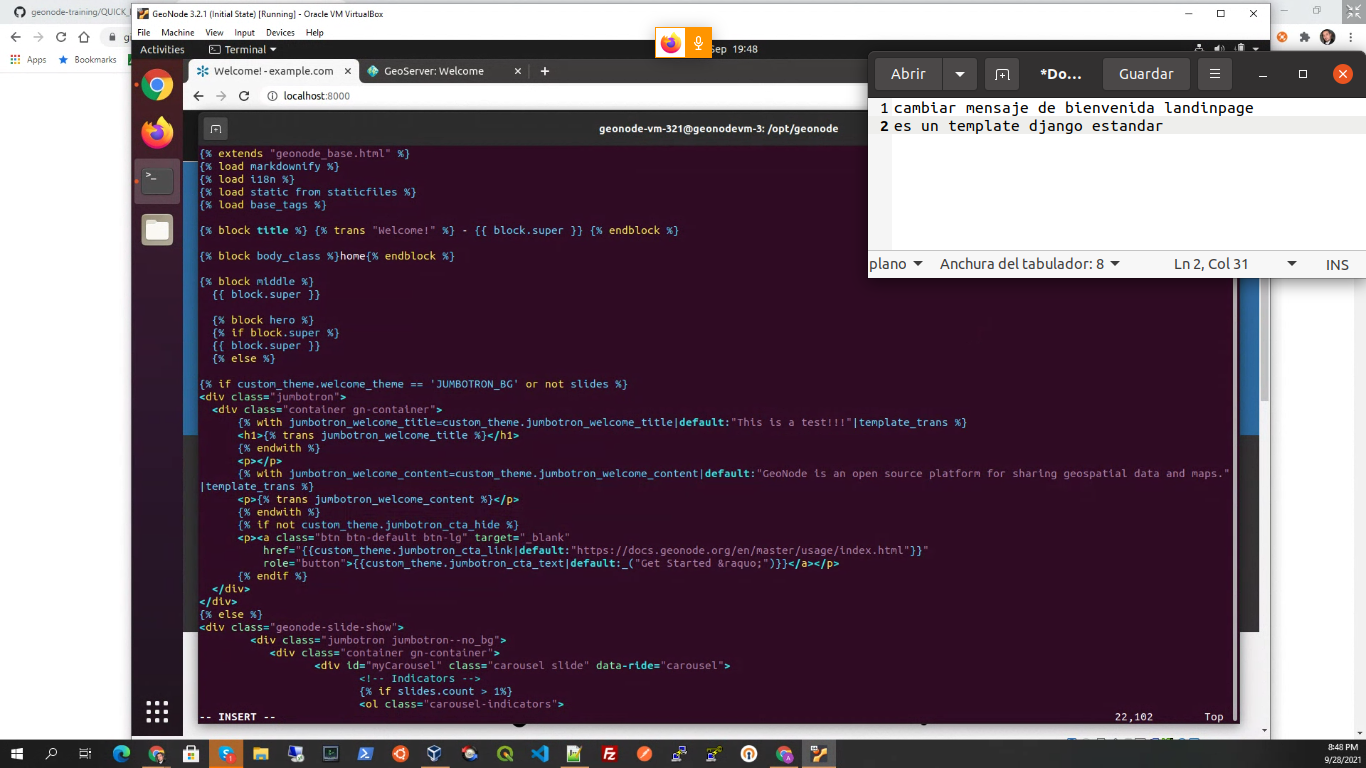 geonode-training/QUICK_
GeoNode 3.2.1 (Initial State) [Running] - Oracle VM VirtualBox
File Machine View Input Devices Help
Activities
Terminal
Sep 19:48
Apps
Bookmarks
Welcome! - example.com
GeoServer: Welcome
localhost:8000
geonode-vm-321@geonodevm-3: /opt/geonode
{% extends "geonode_base.html" %}
{% load markdownify %}
{% load i18n %}
{% load static from staticfiles %}
{% load base_tags %}
{% block title %} {% trans "Welcome!" %} - {{ block.super }} {% endblock %}
{% block body_class %}home{% endblock %}
{% block middle %}
{{ block.super }}
{% block hero %}
{% if block.super %}
{{ block.super }}
{% else %}
{% if custom_theme.welcome_theme == 'JUMBOTRON_BG' or not slides %}
<div class="jumbotron">
<div class="container gn-container">
{% with jumbotron_welcome_title=custom_theme.jumbotron_welcome_title|default:"This is a test!!!"|template_trans %}
<h1>{% trans jumbotron_welcome_title %}</h1>
{% endwith %}
<p></p>
{% with jumbotron_welcome_content=custom_theme.jumbotron_welcome_content|default:"GeoNode is an open source platform for sharing geospatial data and maps."
|template_trans %}
<p>{% trans jumbotron_welcome_content %}</p>
{% endwith %}
{% if not custom_theme.jumbotron_cta_hide %}
<p><a class="btn btn-default btn-lg" target="_blank"
href="{{custom_theme.jumbotron_cta_link|default:"https://docs.geonode.org/en/master/usage/index.html"}}"
role="button">{{custom_theme.jumbotron_cta_text|default:_("Get Started &raquo;")}}</a></p>
{% endif %}
</div>
</div>
{% else %}
<div class="geonode-slide-show">
<div class="jumbotron jumbotron--no_bg">
<div class="container gn-container">
<div id="myCarousel" class="carousel slide" data-ride="carousel">
<!-- Indicators -->
{% if slides.count > 1%}
<ol class="carousel-indicators">
-- INSERT --
22,102
Top
Abrir
*Do...
Guardar
1 cambiar mensaje de bienvenida landinpage
2 es un template django estandar
plano
Anchura del tabulador: 8
Ln 2, Col 31
INS
8:48 PM
9/28/2021